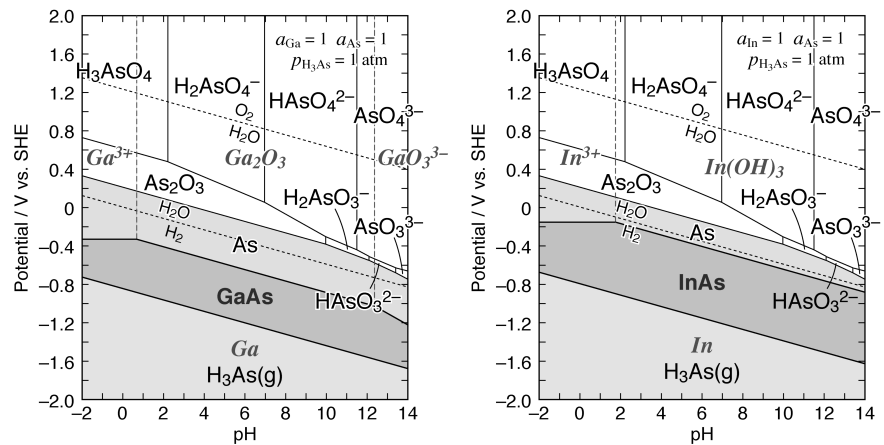 2.0
1.6
1.2
0.8
0.4
0
−0.4
−0.8
−1.2
−1.6
−2.0
Potential / V vs. SHE
−2 0 2 4 6 8 10 12 14
pH
a_Ga = 1 a_As = 1
p_H₃As = 1 atm
H₃AsO₄
H₂AsO₄⁻
HAsO₄²⁻
AsO₄³⁻
O₂
H₂O
Ga³⁺
Ga₂O₃
GaO₃³⁻
As₂O₃
H₂AsO₃⁻
AsO₃³⁻
H₂O
H₂
As
HAsO₃²⁻
GaAs
Ga
H₃As(g)
2.0
1.6
1.2
0.8
0.4
0
−0.4
−0.8
−1.2
−1.6
−2.0
Potential / V vs. SHE
−2 0 2 4 6 8 10 12 14
pH
a_In = 1 a_As = 1
p_H₃As = 1 atm
H₃AsO₄
H₂AsO₄⁻
HAsO₄²⁻
AsO₄³⁻
O₂
H₂O
In³⁺
In(OH)₃
As₂O₃
H₂AsO₃⁻
AsO₃³⁻
H₂O
H₂
As
HAsO₃²⁻
InAs
In
H₃As(g)